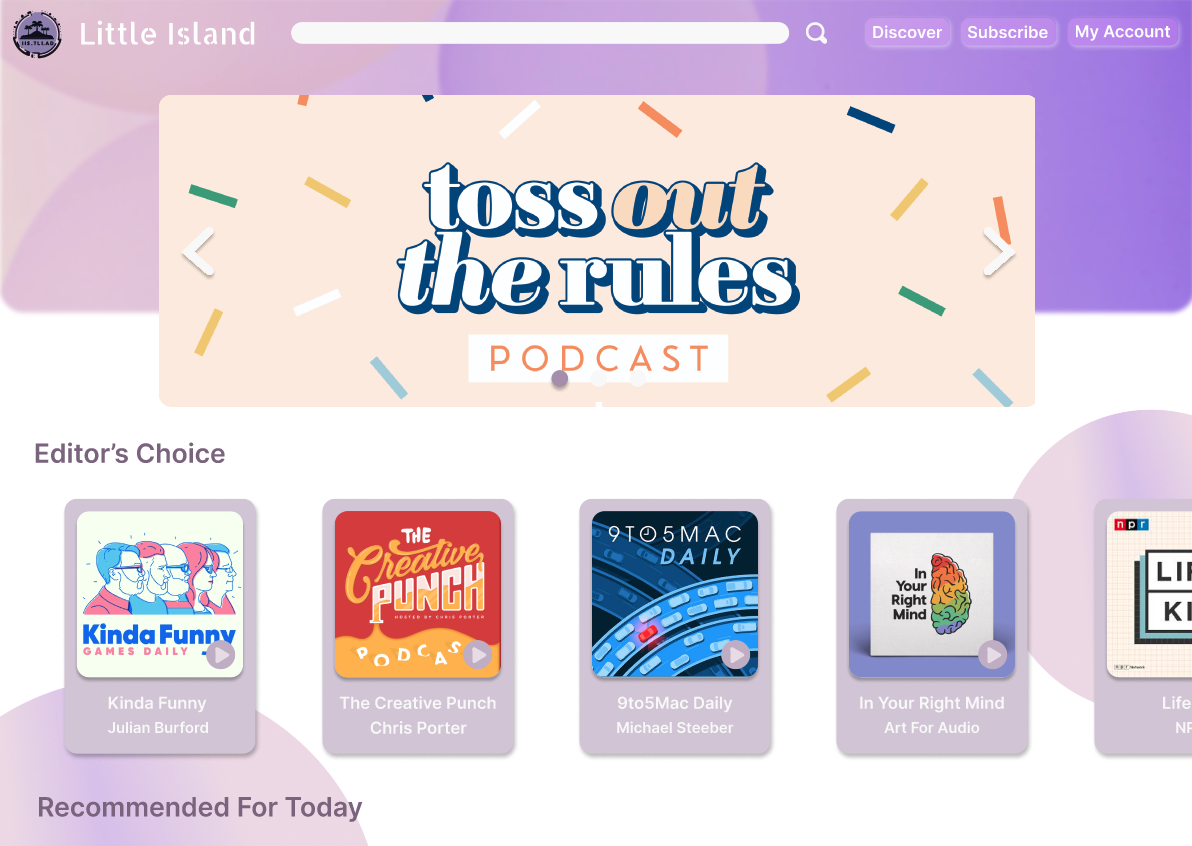 Little Island
Discover
Subscribe
My Account
toss out
the rules
PODCAST
Editor's Choice
Kinda Funny
GAMES DAILY
Kinda Funny
Julian Burford
THE
Creative
PUNCH
HOSTED BY CHRIS PORTER
PODCAS
The Creative Punch
Chris Porter
9TO5MAC
DAILY
9to5Mac Daily
Michael Steeber
In
Your
Right
Mind
In Your Right Mind
Art For Audio
npr
LIF
KI
npr Network
Life
NP
Recommended For Today